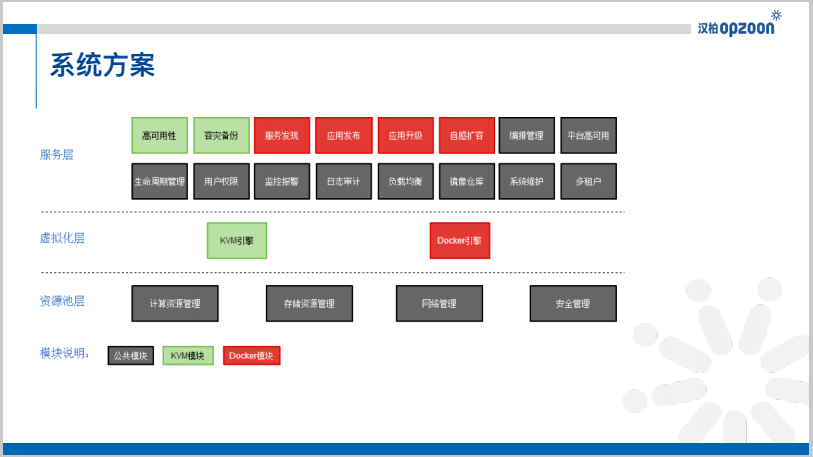 汉柏opzoon
系统方案
服务层
高可用性 容灾备份 服务发现 应用发布 应用升级 自感扩容 编排管理 平台高可用
生命周期管理 用户权限 监控报警 日志审计 负载均衡 镜像仓库 系统维护 多租户
虚拟化层
KVM引擎 Docker引擎
资源池层
计算资源管理 存储资源管理 网络管理 安全管理
模块说明： 公共模块 KVM模块 Docker模块